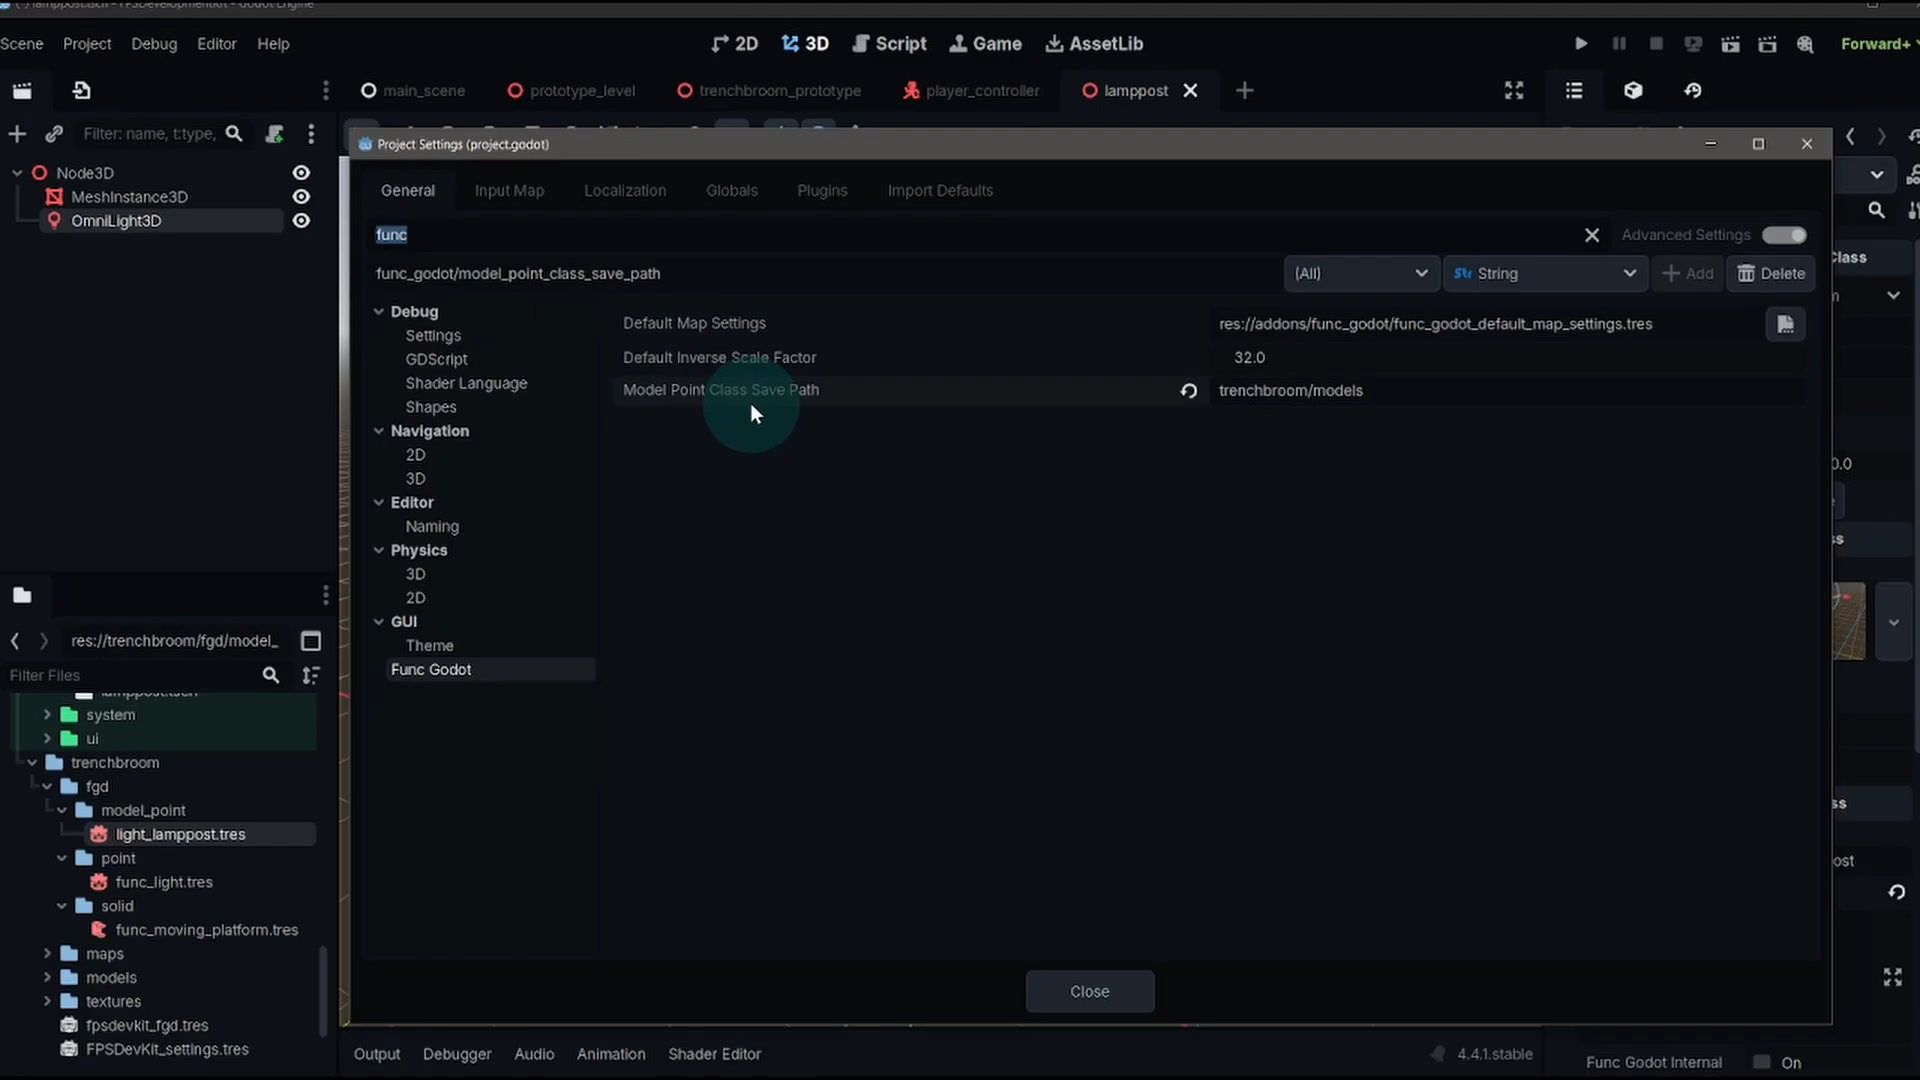 Scene Project Debug Editor Help
2D 3D Script Game AssetLib
Forward+
main_scene prototype_level trenchbroom_prototype player_controller lamppost
Filter: name, t:type,
Node3D
MeshInstance3D
OmniLight3D
Project Settings (project.godot)
General Input Map Localization Globals Plugins Import Defaults
func
Advanced Settings
func_godot/model_point_class_save_path
(All)
String
Add
Delete
Debug
Settings
GDScript
Shader Language
Shapes
Navigation
2D
3D
Editor
Naming
Physics
3D
2D
GUI
Theme
Func Godot
Default Map Settings
res://addons/func_godot/func_godot_default_map_settings.tres
Default Inverse Scale Factor
32.0
Model Point Class Save Path
trenchbroom/models
Close
res://trenchbroom/fgd/model_
Filter Files
lamppost.tscn
system
ui
trenchbroom
fgd
model_point
light_lamppost.tres
point
func_light.tres
solid
func_moving_platform.tres
maps
models
textures
fpsdevkit_fgd.tres
FPSDevKit_settings.tres
Output Debugger Audio Animation Shader Editor
4.4.1.stable
Func Godot Internal
On